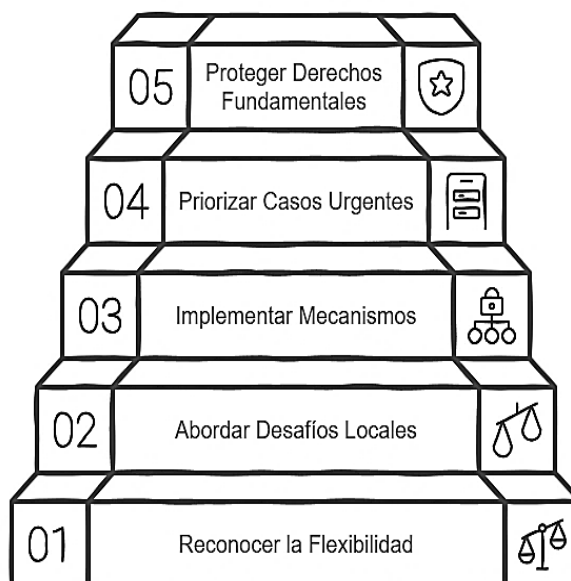 05
Proteger Derechos
Fundamentales
04
Priorizar Casos Urgentes
03
Implementar Mecanismos
02
Abordar Desafíos Locales
01
Reconocer la Flexibilidad